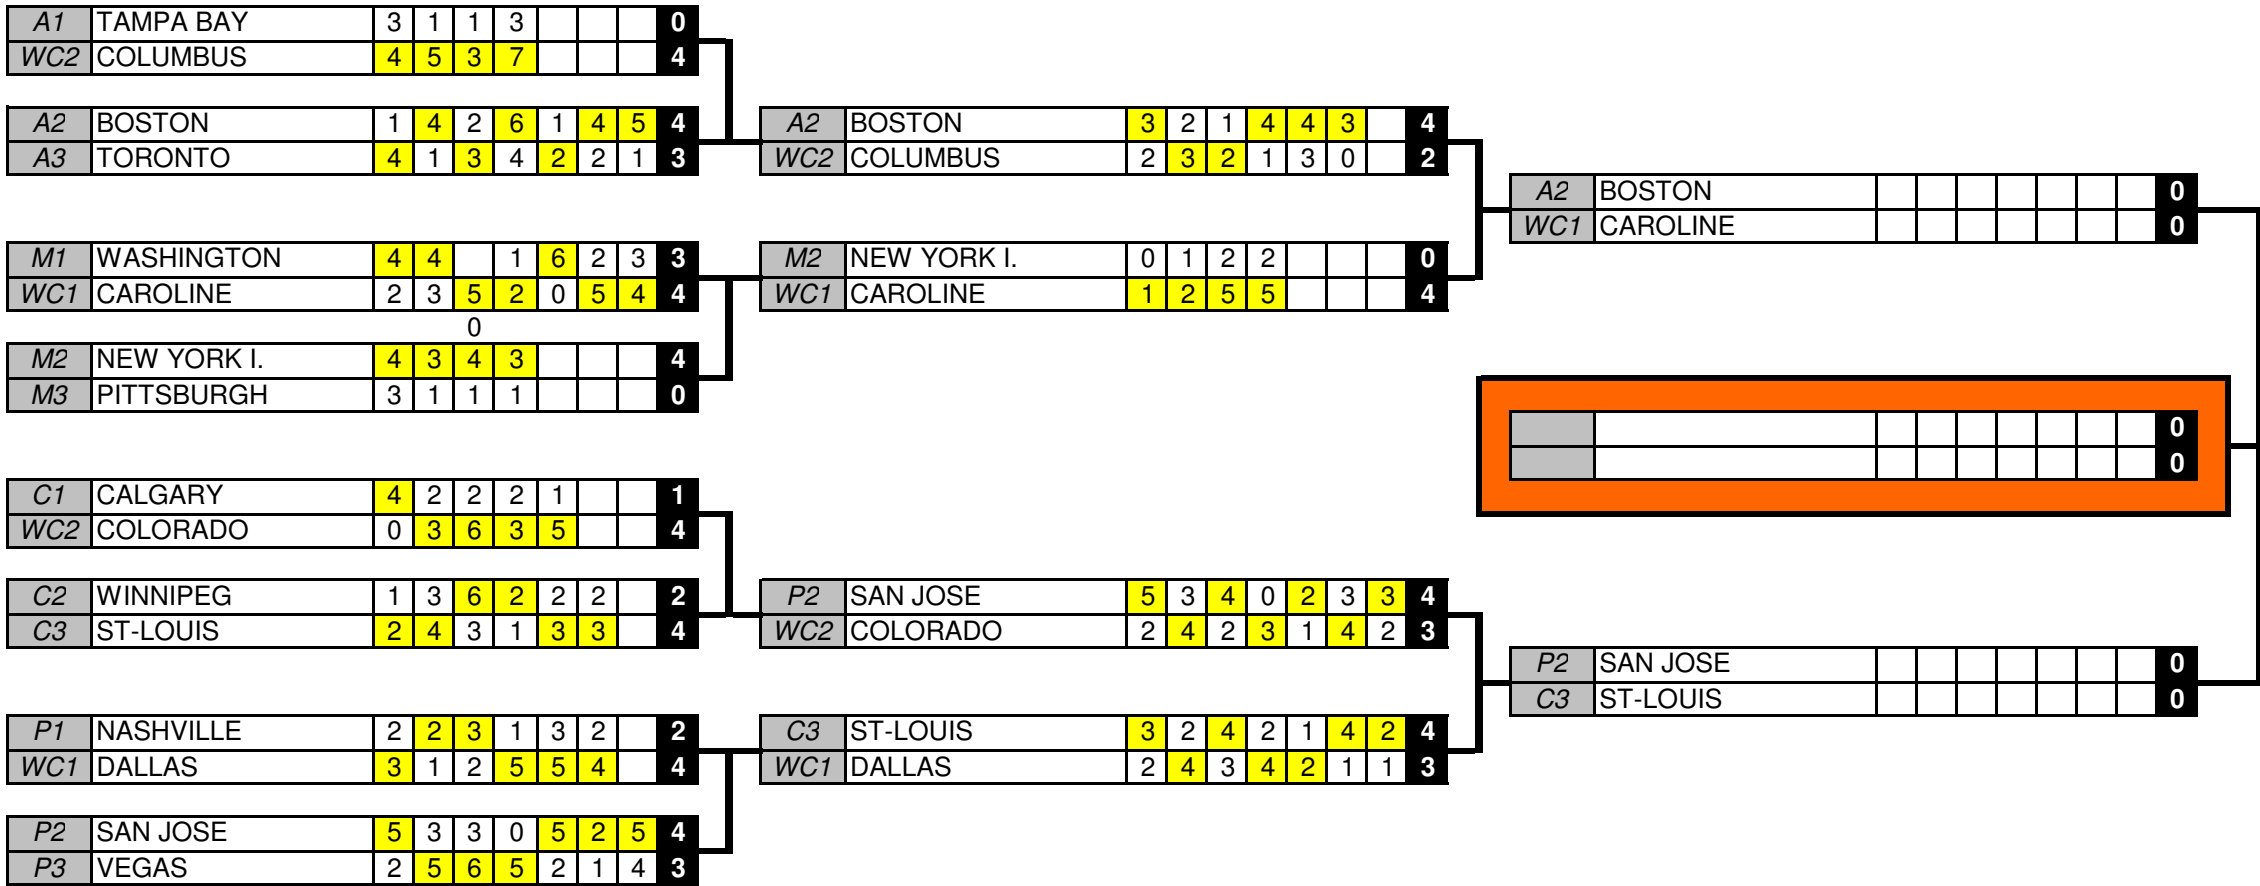 A1 TAMPA BAY 3 1 1 3 0
WC2 COLUMBUS 4 5 3 7 4
A2 BOSTON 1 4 2 6 1 4 5 4
A3 TORONTO 4 1 3 4 2 2 1 3
M1 WASHINGTON 4 4 1 6 2 3 3
WC1 CAROLINE 2 3 5 2 0 5 4 4
0
M2 NEW YORK I. 4 3 4 3 4
M3 PITTSBURGH 3 1 1 1 0
C1 CALGARY 4 2 2 2 1 1
WC2 COLORADO 0 3 6 3 5 4
C2 WINNIPEG 1 3 6 2 2 2 2
C3 ST-LOUIS 2 4 3 1 3 3 4
P1 NASHVILLE 2 2 3 1 3 2 2
WC1 DALLAS 3 1 2 5 5 4 4
P2 SAN JOSE 5 3 3 0 5 2 5 4
P3 VEGAS 2 5 6 5 2 1 4 3
A2 BOSTON 3 2 1 4 4 3 4
WC2 COLUMBUS 2 3 2 1 3 0 2
M2 NEW YORK I. 0 1 2 2 0
WC1 CAROLINE 1 2 5 5 4
P2 SAN JOSE 5 3 4 0 2 3 3 4
WC2 COLORADO 2 4 2 3 1 4 2 3
C3 ST-LOUIS 3 2 4 2 1 4 2 4
WC1 DALLAS 2 4 3 4 2 1 1 3
A2 BOSTON 0
WC1 CAROLINE 0
0
0
P2 SAN JOSE 0
C3 ST-LOUIS 0